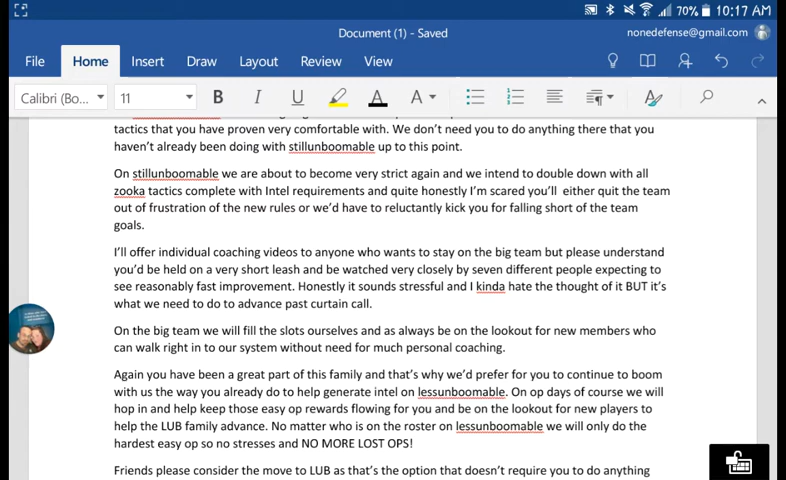 70% 10:17 AM
Document (1) - Saved
nonedefense@gmail.com
File Home Insert Draw Layout Review View
Calibri (Bo... 11 B I U A A
tactics that you have proven very comfortable with. We don't need you to do anything there that you
haven't already been doing with stillunboomable up to this point.
On stillunboomable we are about to become very strict again and we intend to double down with all
zooka tactics complete with Intel requirements and quite honestly I'm scared you'll  either quit the team
out of frustration of the new rules or we'd have to reluctantly kick you for falling short of the team
goals.
I'll offer individual coaching videos to anyone who wants to stay on the big team but please understand
you'd be held on a very short leash and be watched very closely by seven different people expecting to
see reasonably fast improvement. Honestly it sounds stressful and I kinda hate the thought of it BUT it's
what we need to do to advance past curtain call.
On the big team we will fill the slots ourselves and as always be on the lookout for new members who
can walk right in to our system without need for much personal coaching.
Again you have been a great part of this family and that's why we'd prefer for you to continue to boom
with us the way you already do to help generate intel on lessunboomable. On op days of course we will
hop in and help keep those easy op rewards flowing for you and be on the lookout for new players to
help the LUB family advance. No matter who is on the roster on lessunboomable we will only do the
hardest easy op so no stresses and NO MORE LOST OPS!
Friends please consider the move to LUB as that's the option that doesn't require you to do anything